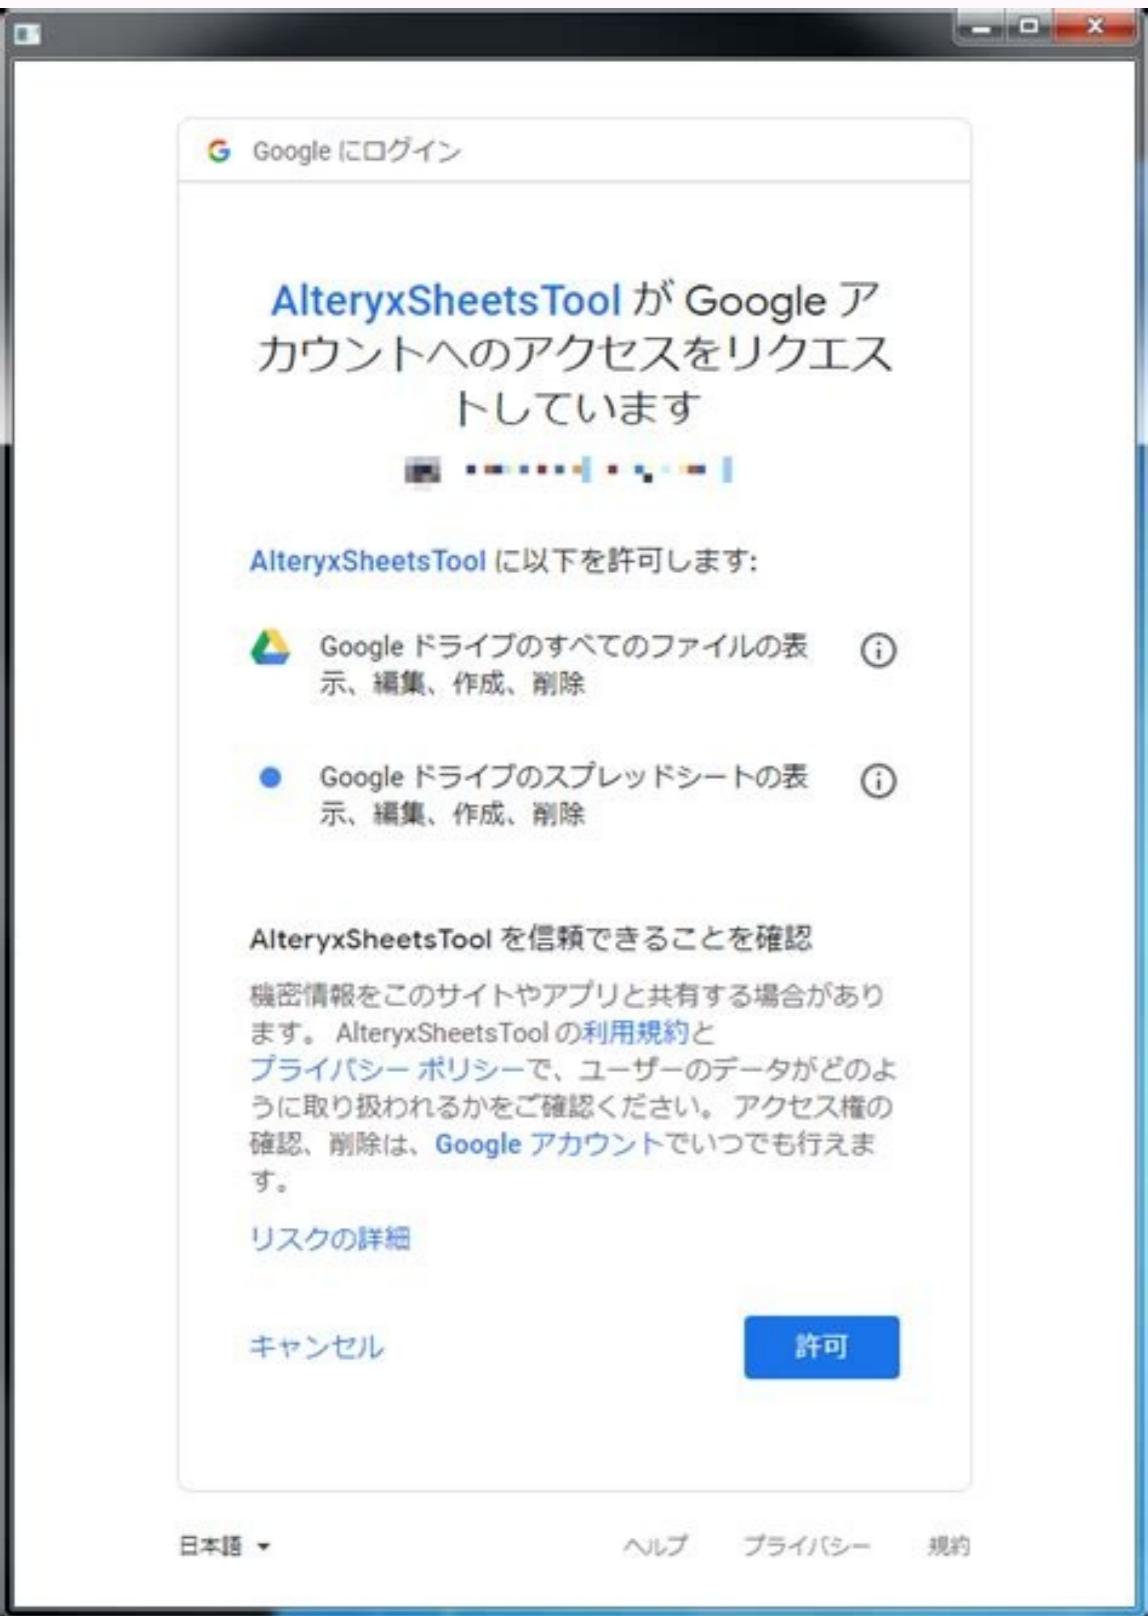 Google にログイン
AlteryxSheetsTool が Google ア
カウントへのアクセスをリクエス
トしています
AlteryxSheetsTool に以下を許可します:
Google ドライブのすべてのファイルの表
示、編集、作成、削除
Google ドライブのスプレッドシートの表
示、編集、作成、削除
AlteryxSheetsTool を信頼できることを確認
機密情報をこのサイトやアプリと共有する場合があり
ます。 AlteryxSheetsTool の利用規約と
プライバシー ポリシーで、ユーザーのデータがどのよ
うに取り扱われるかをご確認ください。 アクセス権の
確認、削除は、Google アカウントでいつでも行えま
す。
リスクの詳細
キャンセル
許可
日本語
ヘルプ
プライバシー
規約